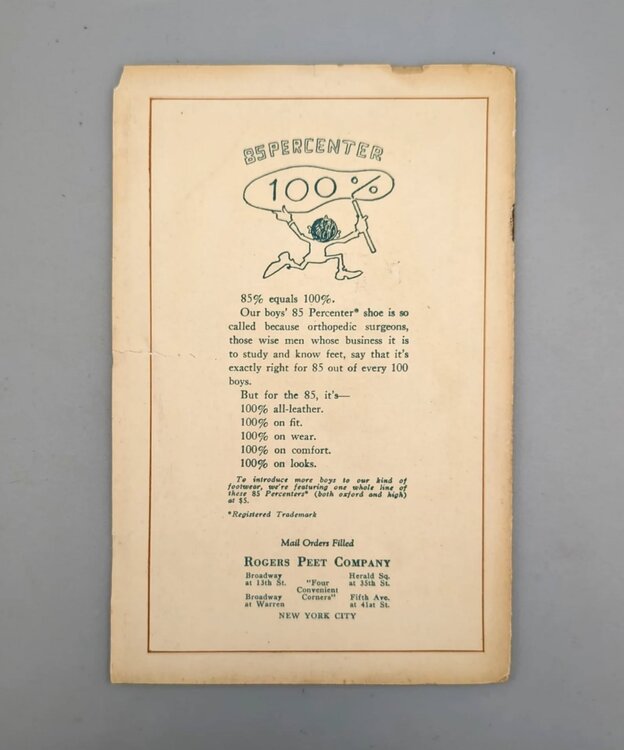 85 PERCENTER
100%
85% equals 100%.
Our boys' 85 Percenter* shoe is so
called because orthopedic surgeons,
those wise men whose business it is
to study and know feet, say that it's
exactly right for 85 out of every 100
boys.
But for the 85, it's—
100% all-leather.
100% on fit.
100% on wear.
100% on comfort.
100% on looks.
To introduce more boys to our kind of
footwear, we're featuring one whole line of
these 85 Percenters* (both oxford and high)
at $5.
*Registered Trademark
Mail Orders Filled
ROGERS PEET COMPANY
Broadway
at 13th St.
"Four
Convenient
Corners"
Herald Sq.
at 35th St.
Broadway
at Warren
Fifth Ave.
at 41st St.
NEW YORK CITY